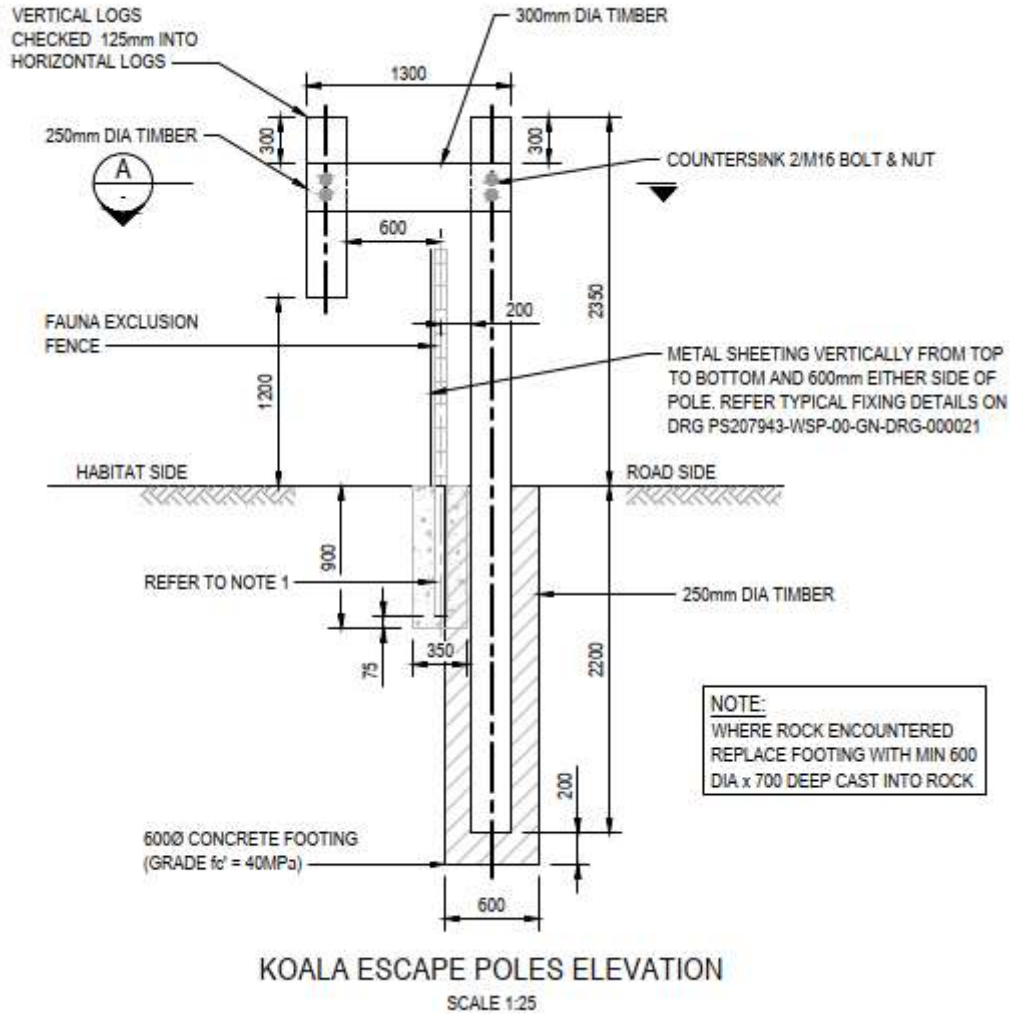 VERTICAL LOGS
CHECKED 125mm INTO
HORIZONTAL LOGS
300mm DIA TIMBER
1300
250mm DIA TIMBER
300
300
A
-
COUNTERSINK 2/M16 BOLT & NUT
600
200
2350
FAUNA EXCLUSION
FENCE
1200
METAL SHEETING VERTICALLY FROM TOP
TO BOTTOM AND 600mm EITHER SIDE OF
POLE. REFER TYPICAL FIXING DETAILS ON
DRG PS207943-WSP-00-GN-DRG-000021
HABITAT SIDE
ROAD SIDE
900
REFER TO NOTE 1
250mm DIA TIMBER
350
75
2200
NOTE:
WHERE ROCK ENCOUNTERED
REPLACE FOOTING WITH MIN 600
DIA x 700 DEEP CAST INTO ROCK
200
600Ø CONCRETE FOOTING
(GRADE fc' = 40MPa)
600
KOALA ESCAPE POLES ELEVATION
SCALE 1:25